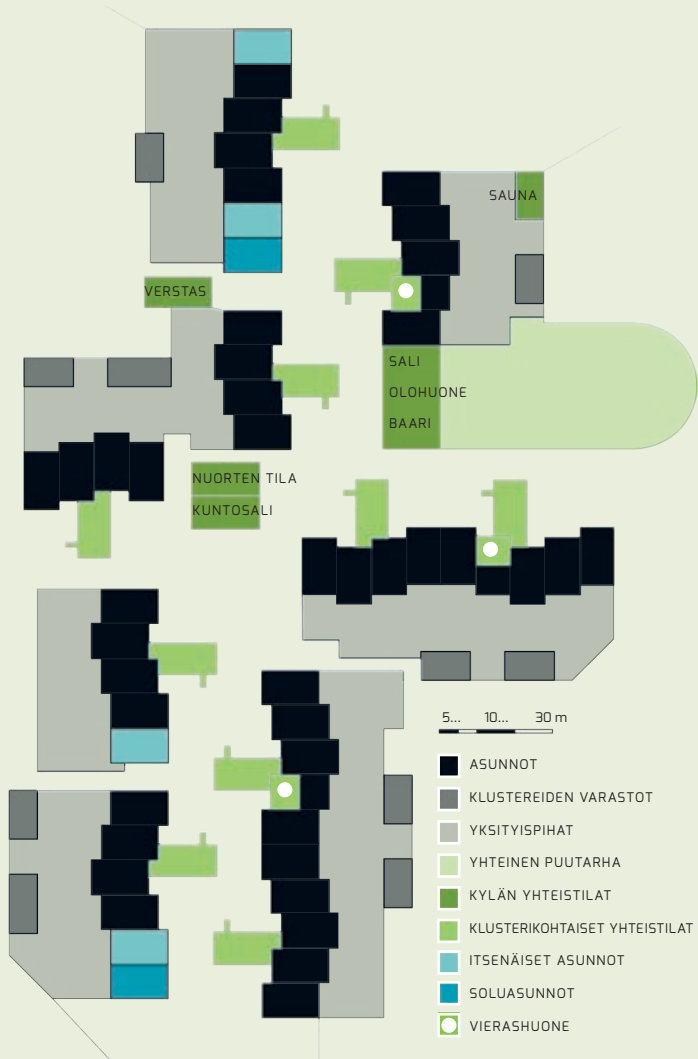 SAUNA
VERSTAS
SALI
OLOHUONE
BAARI
NUORTEN TILA
KUNTOSALI
5... 10... 30 m
ASUNNOT
KLUSTEREIDEN VARASTOT
YKSITYISPIHAT
YHTEINEN PUUTARHA
KYLÄN YHTEISTILAT
KLUSTERIKOHTAISET YHTEISTILAT
ITSENÄISET ASUNNOT
SOLUASUNNOT
VIERASHUONE